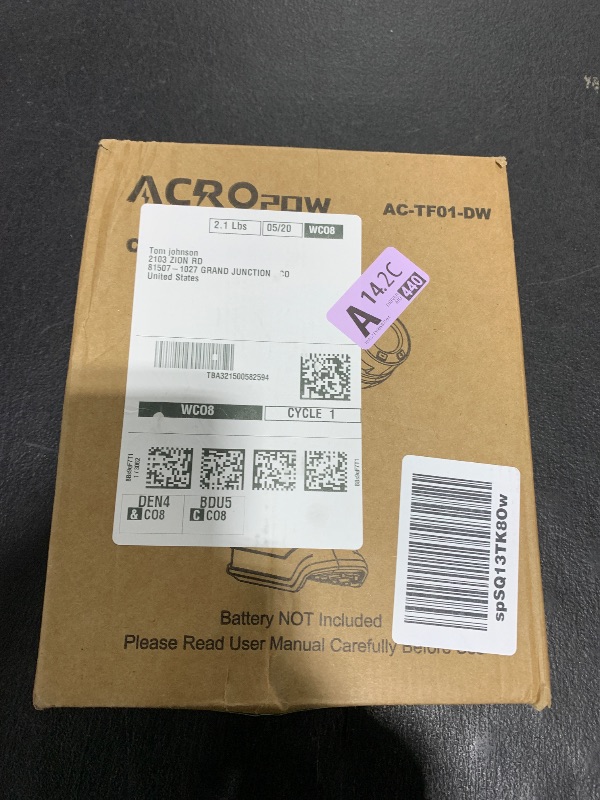 ACROPOW
AC-TF01-DW
2.1 Lbs
05/20
WC08
Tom johnson
2103 ZION RD
81507-1027 GRAND JUNCTION
United States
A 14.2C
440
TBA321500582594
WC08
CYCLE 1
DEN4
BDU5
& C08
C C08
spSQ13TK8Ow
Battery NOT Included
Please Read User Manual Carefully Before Use